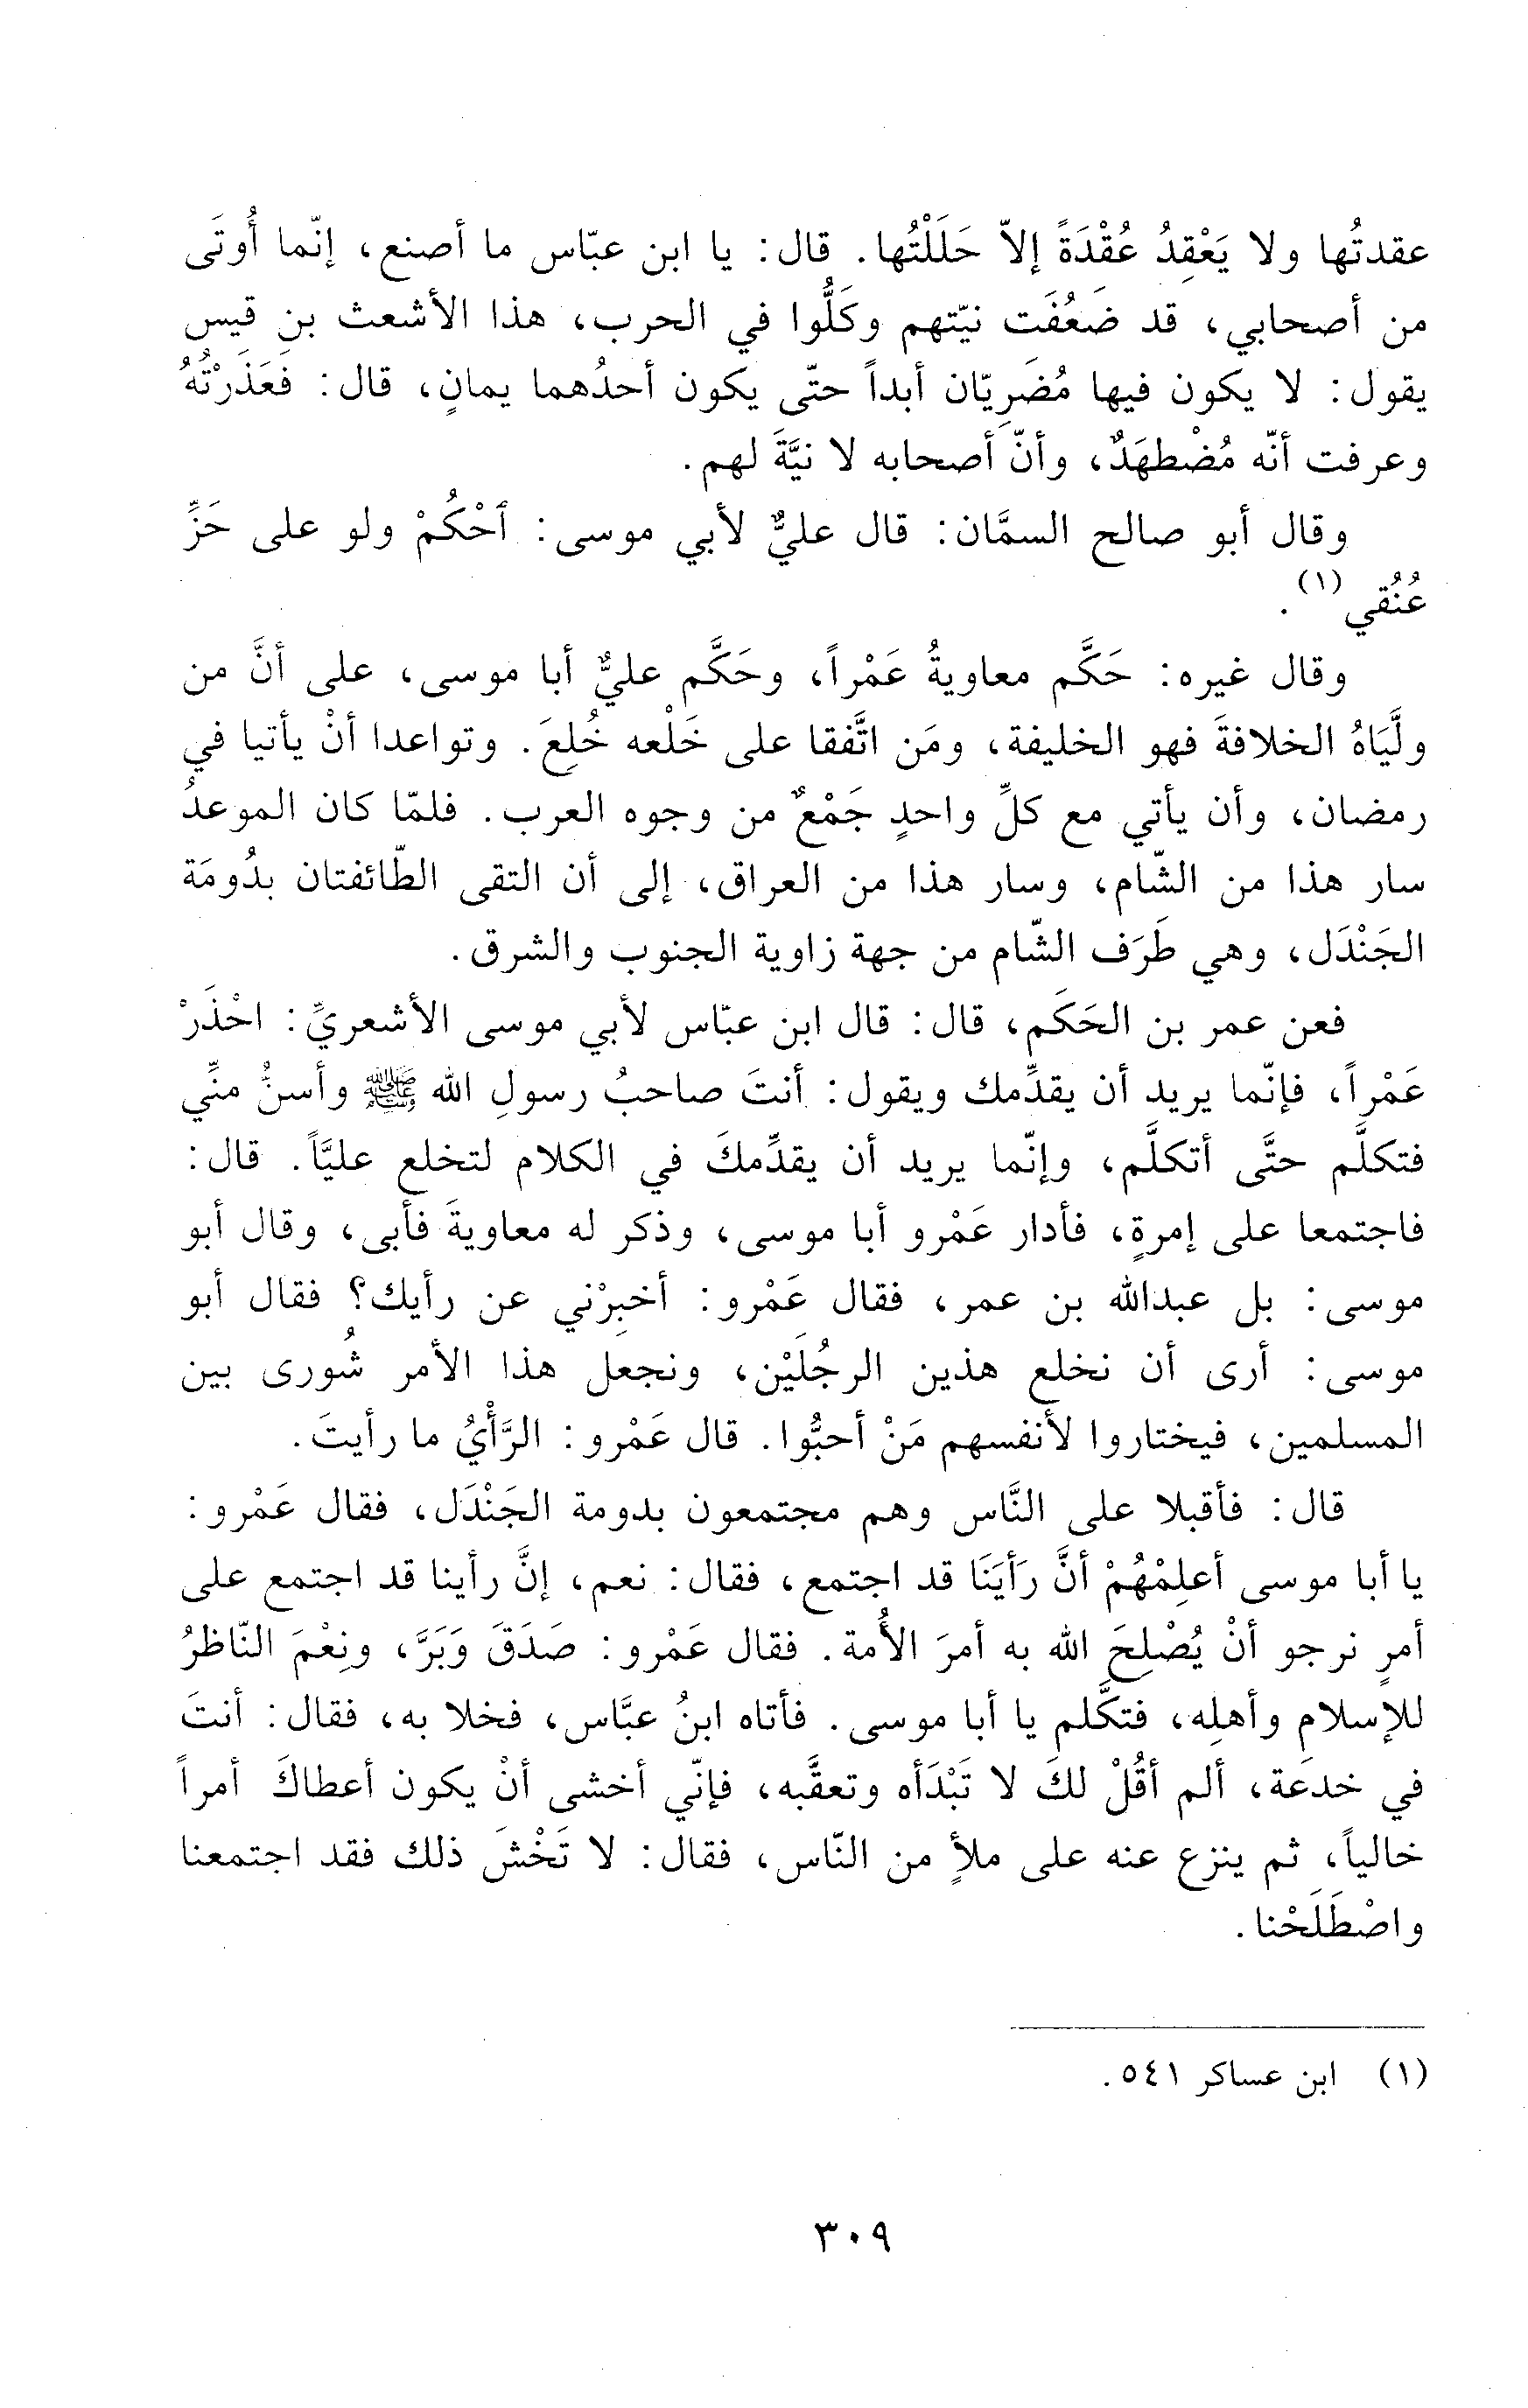 عقدتُها ولا يَعْقِدُ عُقْدَةً إلاّ حَلَلْتُها. قال: يا ابن عبّاس ما أصنع، إنّما أُوتَى
من أصحابي، قد ضَعُفَت نيّتهم وكَلُّوا في الحرب، هذا الأشعث بن قيس
يقول: لا يكون فيها مُضَرِيّان أبداً حتّى يكون أحدُهما يمانٍ، قال: فَعَذَرْتُهُ
وعرفت أنّه مُضْطهَدٌ، وأنّ أصحابه لا نيَّةَ لهم.
وقال أبو صالح السمَّان: قال عليٌّ لأبي موسى: ٱحْكُمْ ولو على حَزِّ
عُنُقي (١).
وقال غيره: حَكَّم معاويةُ عَمْراً، وحَكَّم عليٌّ أبا موسى، على أنَّ من
ولَّيَاهُ الخلافةَ فهو الخليفة، ومَن اتَّفقا على خَلْعه خُلِعَ. وتواعدا أنْ يأتيا في
رمضان، وأن يأتي مع كلِّ واحدٍ جَمْعٌ من وجوه العرب. فلمّا كان الموعدُ
سار هذا من الشّام، وسار هذا من العراق، إلى أن التقى الطّائفتان بدُومَة
الجَنْدَل، وهي طَرَف الشّام من جهة زاوية الجنوب والشرق.
فعن عمر بن الحَكَم، قال: قال ابن عبّاس لأبي موسى الأشعريِّ: احْذَرْ
عَمْراً، فإنّما يريد أن يقدِّمك ويقول: أنتَ صاحبُ رسولِ الله ﷺ وأسنُّ منِّي
فتكلَّم حتَّى أتكلَّم، وإنّما يريد أن يقدِّمكَ في الكلام لتخلع عليَّاً. قال:
فاجتمعا على إمرةٍ، فأدار عَمْرو أبا موسى، وذكر له معاويةَ فأبى، وقال أبو
موسى: بل عبدالله بن عمر، فقال عَمْرو: أخبِرْني عن رأيك؟ فقال أبو
موسى: أرى أن نخلع هذين الرجُلَيْن، ونجعل هذا الأمر شُورى بين
المسلمين، فيختاروا لأنفسهم مَنْ أحبُّوا. قال عَمْرو: الرَّأْيُ ما رأيتَ.
قال: فأقبلا على النَّاس وهم مجتمعون بدومة الجَنْدَل، فقال عَمْرو:
يا أبا موسى أعلِمْهُمْ أنَّ رَأيَنَا قد اجتمع، فقال: نعم، إنَّ رأينا قد اجتمع على
أمرٍ نرجو أنْ يُصْلِحَ الله به أمرَ الأُمة. فقال عَمْرو: صَدَقَ وَبَرَّ، ونِعْمَ النّاظرُ
للإسلام وأهلِه، فتكَّلم يا أبا موسى. فأتاه ابنُ عبَّاس، فخلا به، فقال: أنتَ
في خدعَة، ألم أقُلْ لكَ لا تَبْدَأه وتعقَّبه، فإنّي أخشى أنْ يكون أعطاكَ أمراً
خالياً، ثم ينزع عنه على ملأٍ من النّاس، فقال: لا تَخْشَ ذلك فقد اجتمعنا
واصْطَلَحْنا.
(١) ابن عساكر ٥٤١.
٣٠٩